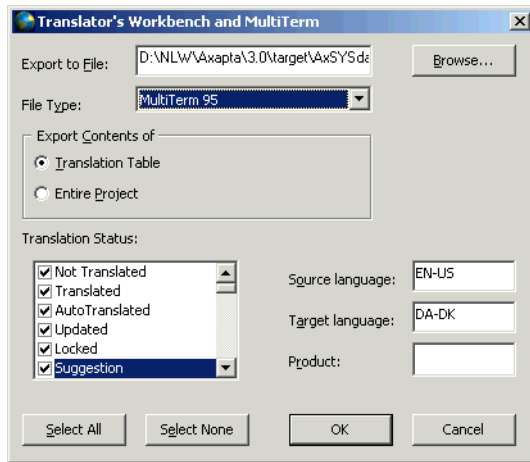 Translator's Workbench and MultiTerm
Export to File: D:\NLW\Axapta\3.0\target\AxSYSda Browse...
File Type: MultiTerm 95
Export Contents of
Translation Table
Entire Project
Translation Status:
Not Translated
Translated
AutoTranslated
Updated
Locked
Suggestion
Source language: EN-US
Target language: DA-DK
Product:
Select All Select None OK Cancel